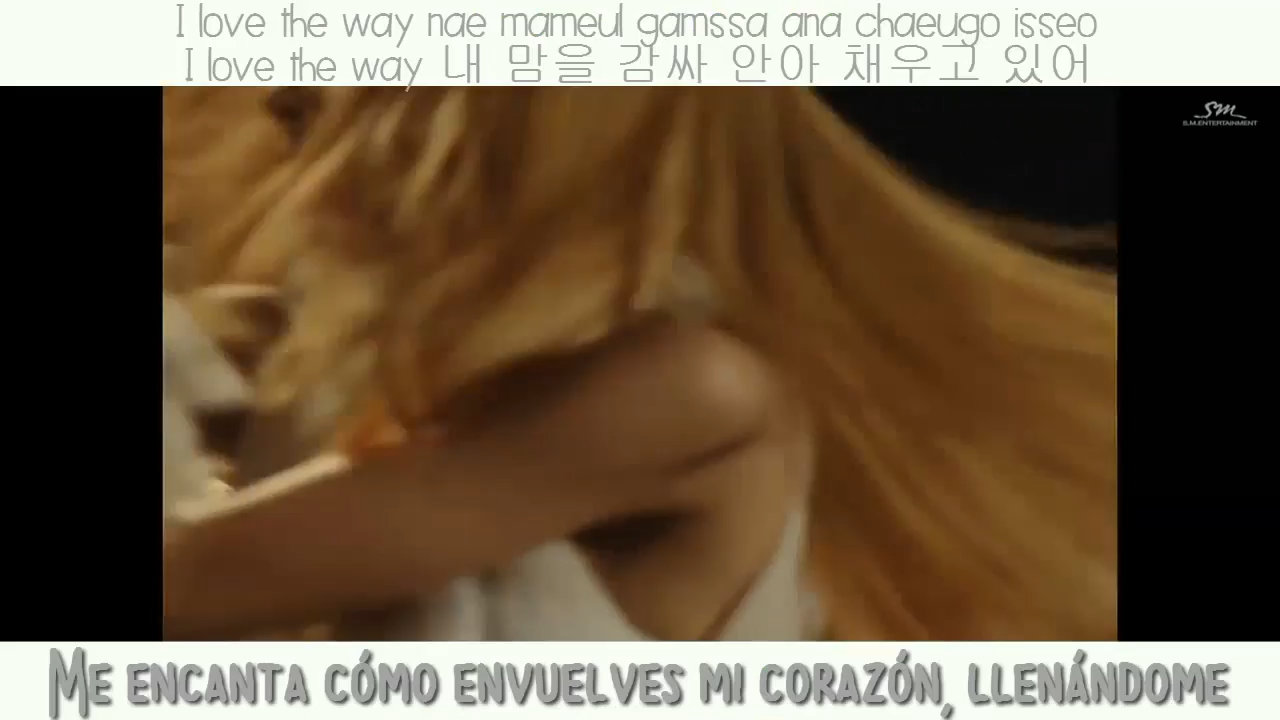 I love the way nae mameul gamssa ana chaeugo isseo
I love the way 내 맘을 감싸 안아 채우고 있어
SM
S.M.ENTERTAINMENT
Me encanta cómo envuelves mi corazón, llenándome